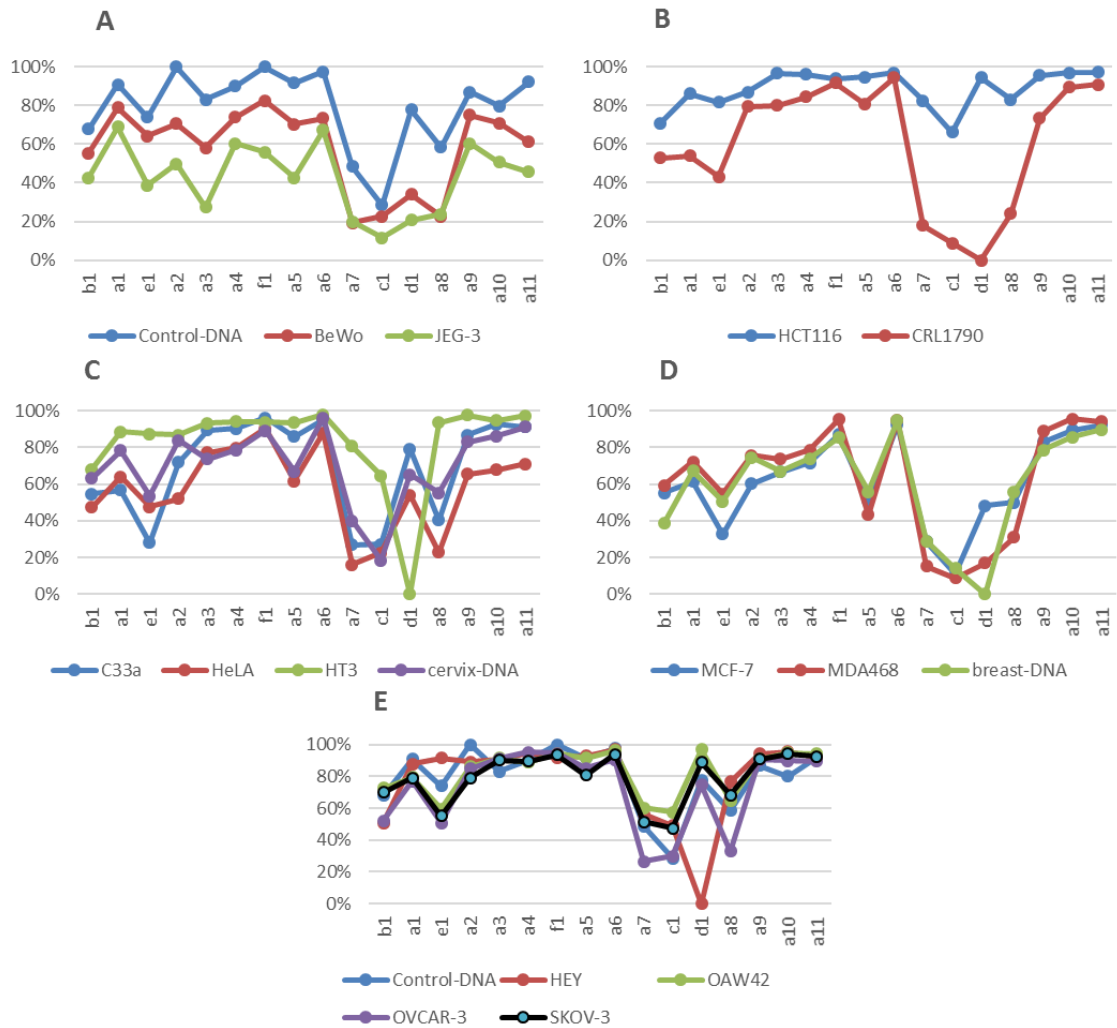 A
100%
80%
60%
40%
20%
0%
b1 a1 e1 a2 a3 a4 f1 a5 a6 a7 c1 d1 a8 a9 a10 a11
Control-DNA BeWo JEG-3
B
100%
80%
60%
40%
20%
0%
b1 a1 e1 a2 a3 a4 f1 a5 a6 a7 c1 d1 a8 a9 a10 a11
HCT116 CRL1790
C
100%
80%
60%
40%
20%
0%
b1 a1 e1 a2 a3 a4 f1 a5 a6 a7 c1 d1 a8 a9 a10 a11
C33a HeLA HT3 cervix-DNA
D
100%
80%
60%
40%
20%
0%
b1 a1 e1 a2 a3 a4 f1 a5 a6 a7 c1 d1 a8 a9 a10 a11
MCF-7 MDA468 breast-DNA
E
100%
80%
60%
40%
20%
0%
b1 a1 e1 a2 a3 a4 f1 a5 a6 a7 c1 d1 a8 a9 a10 a11
Control-DNA HEY OAW42
OVCAR-3 SKOV-3